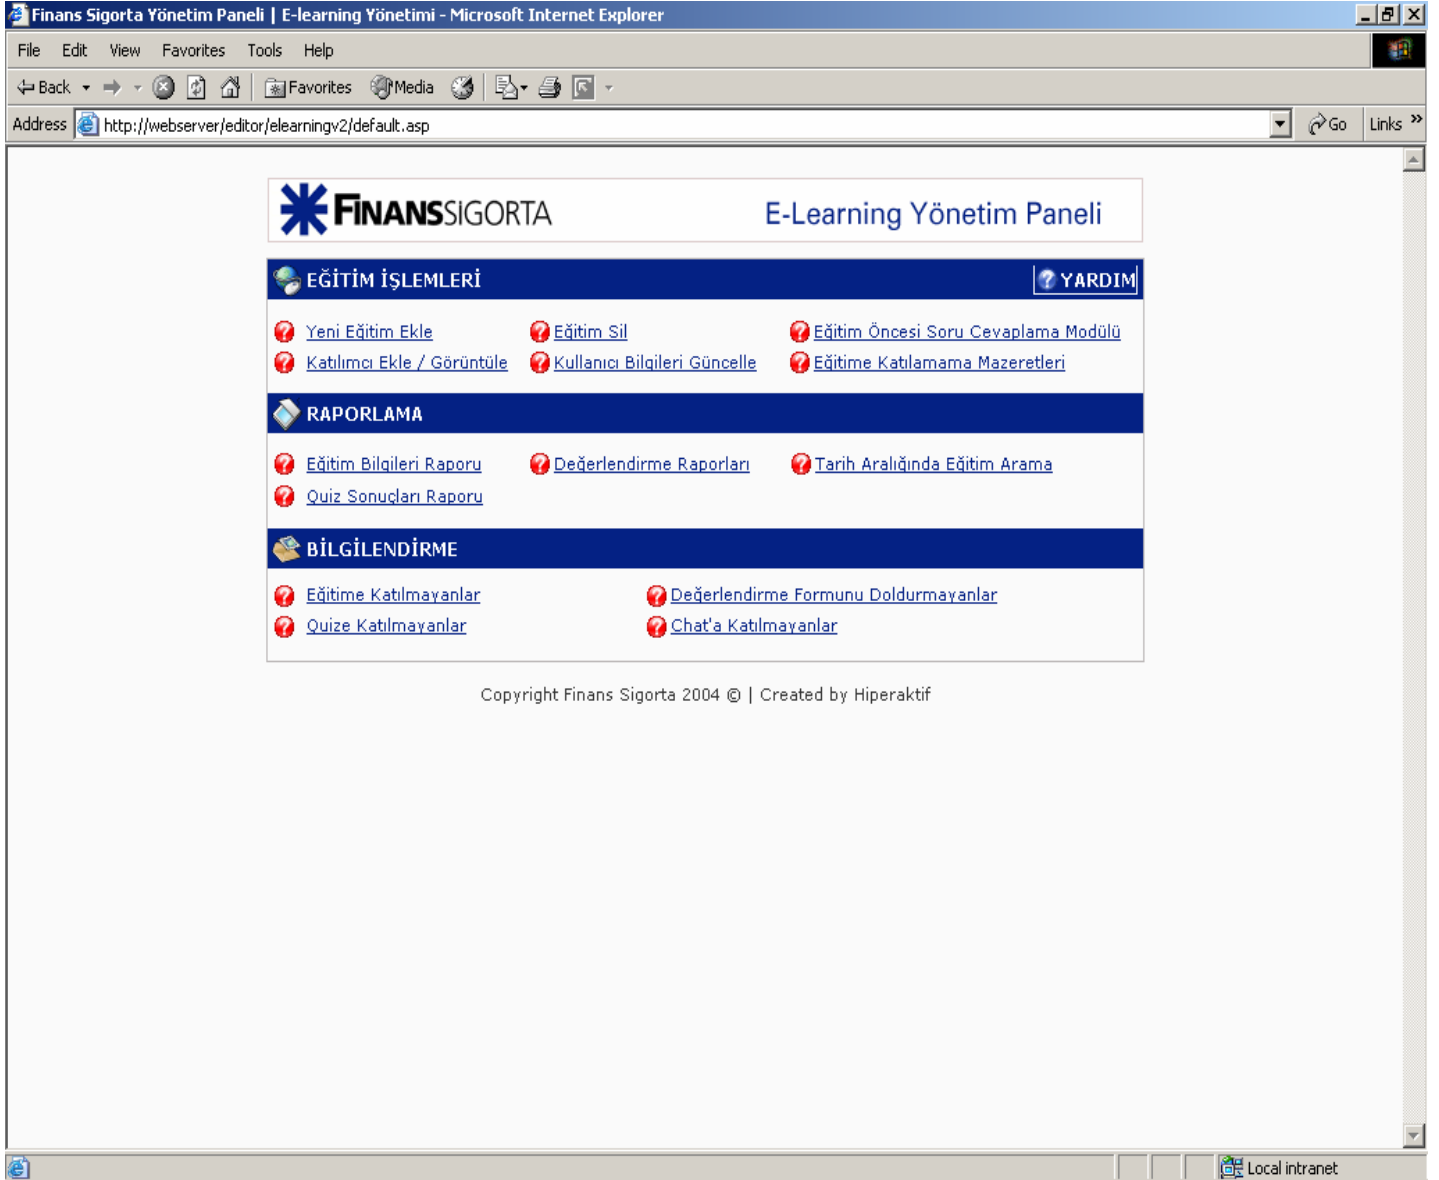 Finans Sigorta Yönetim Paneli | E-learning Yönetimi - Microsoft Internet Explorer
File Edit View Favorites Tools Help
Back Favorites Media
Address http://webserver/editor/elearningv2/default.asp Go Links »
FİNANSSİGORTA E-Learning Yönetim Paneli
EĞİTİM İŞLEMLERİ YARDIM
Yeni Eğitim Ekle Eğitim Sil Eğitim Öncesi Soru Cevaplama Modülü
Katılımcı Ekle / Görüntüle Kullanıcı Bilgileri Güncelle Eğitime Katılamama Mazeretleri
RAPORLAMA
Eğitim Bilgileri Raporu Değerlendirme Raporları Tarih Aralığında Eğitim Arama
Quiz Sonuçları Raporu
BİLGİLENDİRME
Eğitime Katılmayanlar Değerlendirme Formunu Doldurmayanlar
Quize Katılmayanlar Chat'a Katılmayanlar
Copyright Finans Sigorta 2004 © | Created by Hiperaktif
Local intranet